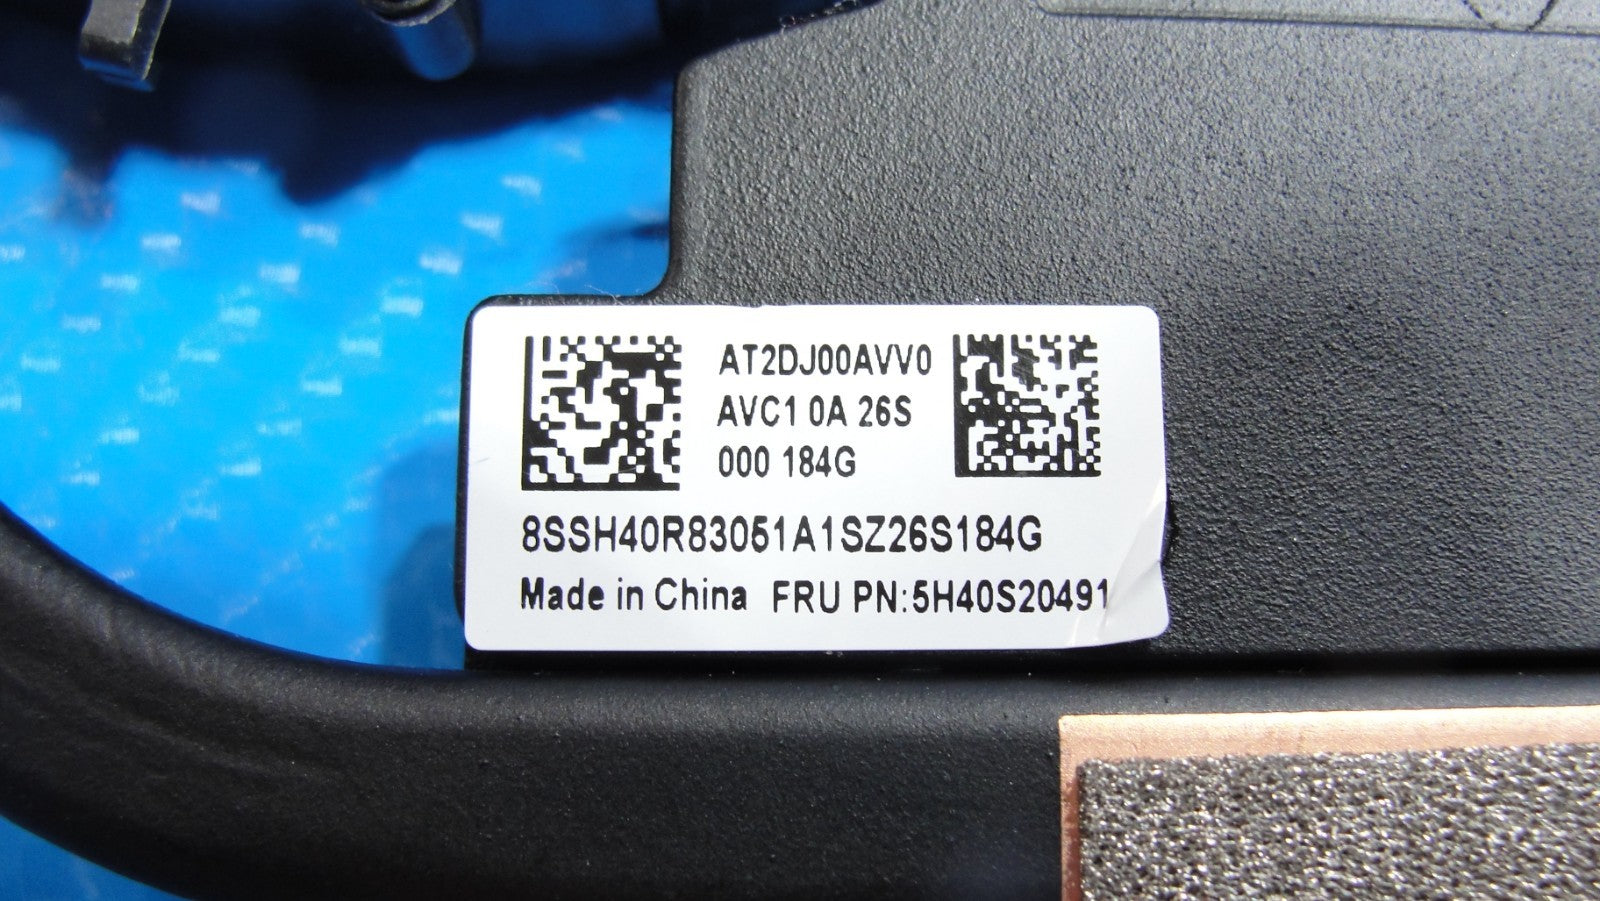 AT2DJ00AVV0
AVC1 0A 26S
000 184G
8SSH40R83051A1SZ26S184G
Made in China FRU PN:5H40S20491